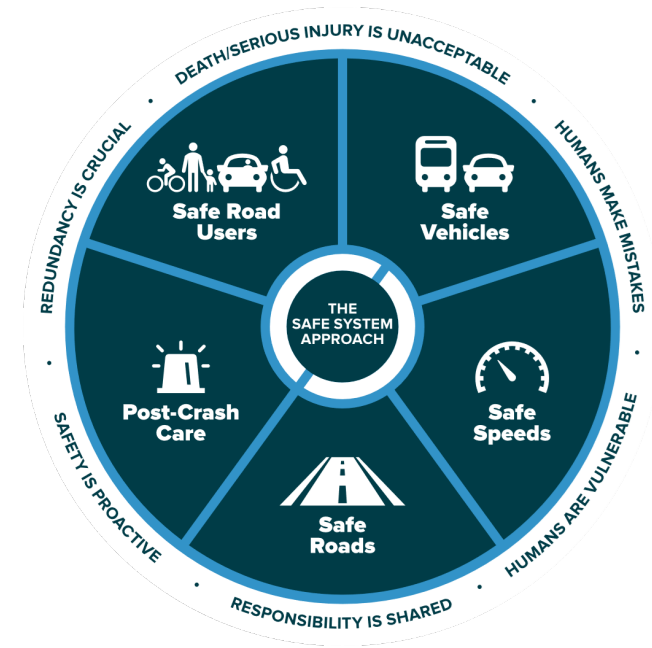 DEATH/SERIOUS INJURY IS UNACCEPTABLE
HUMANS MAKE MISTAKES
HUMANS ARE VULNERABLE
RESPONSIBILITY IS SHARED
SAFETY IS PROACTIVE
REDUNDANCY IS CRUCIAL
Safe Road
Users
Safe
Vehicles
Safe
Speeds
Safe
Roads
Post-Crash
Care
THE
SAFE SYSTEM
APPROACH